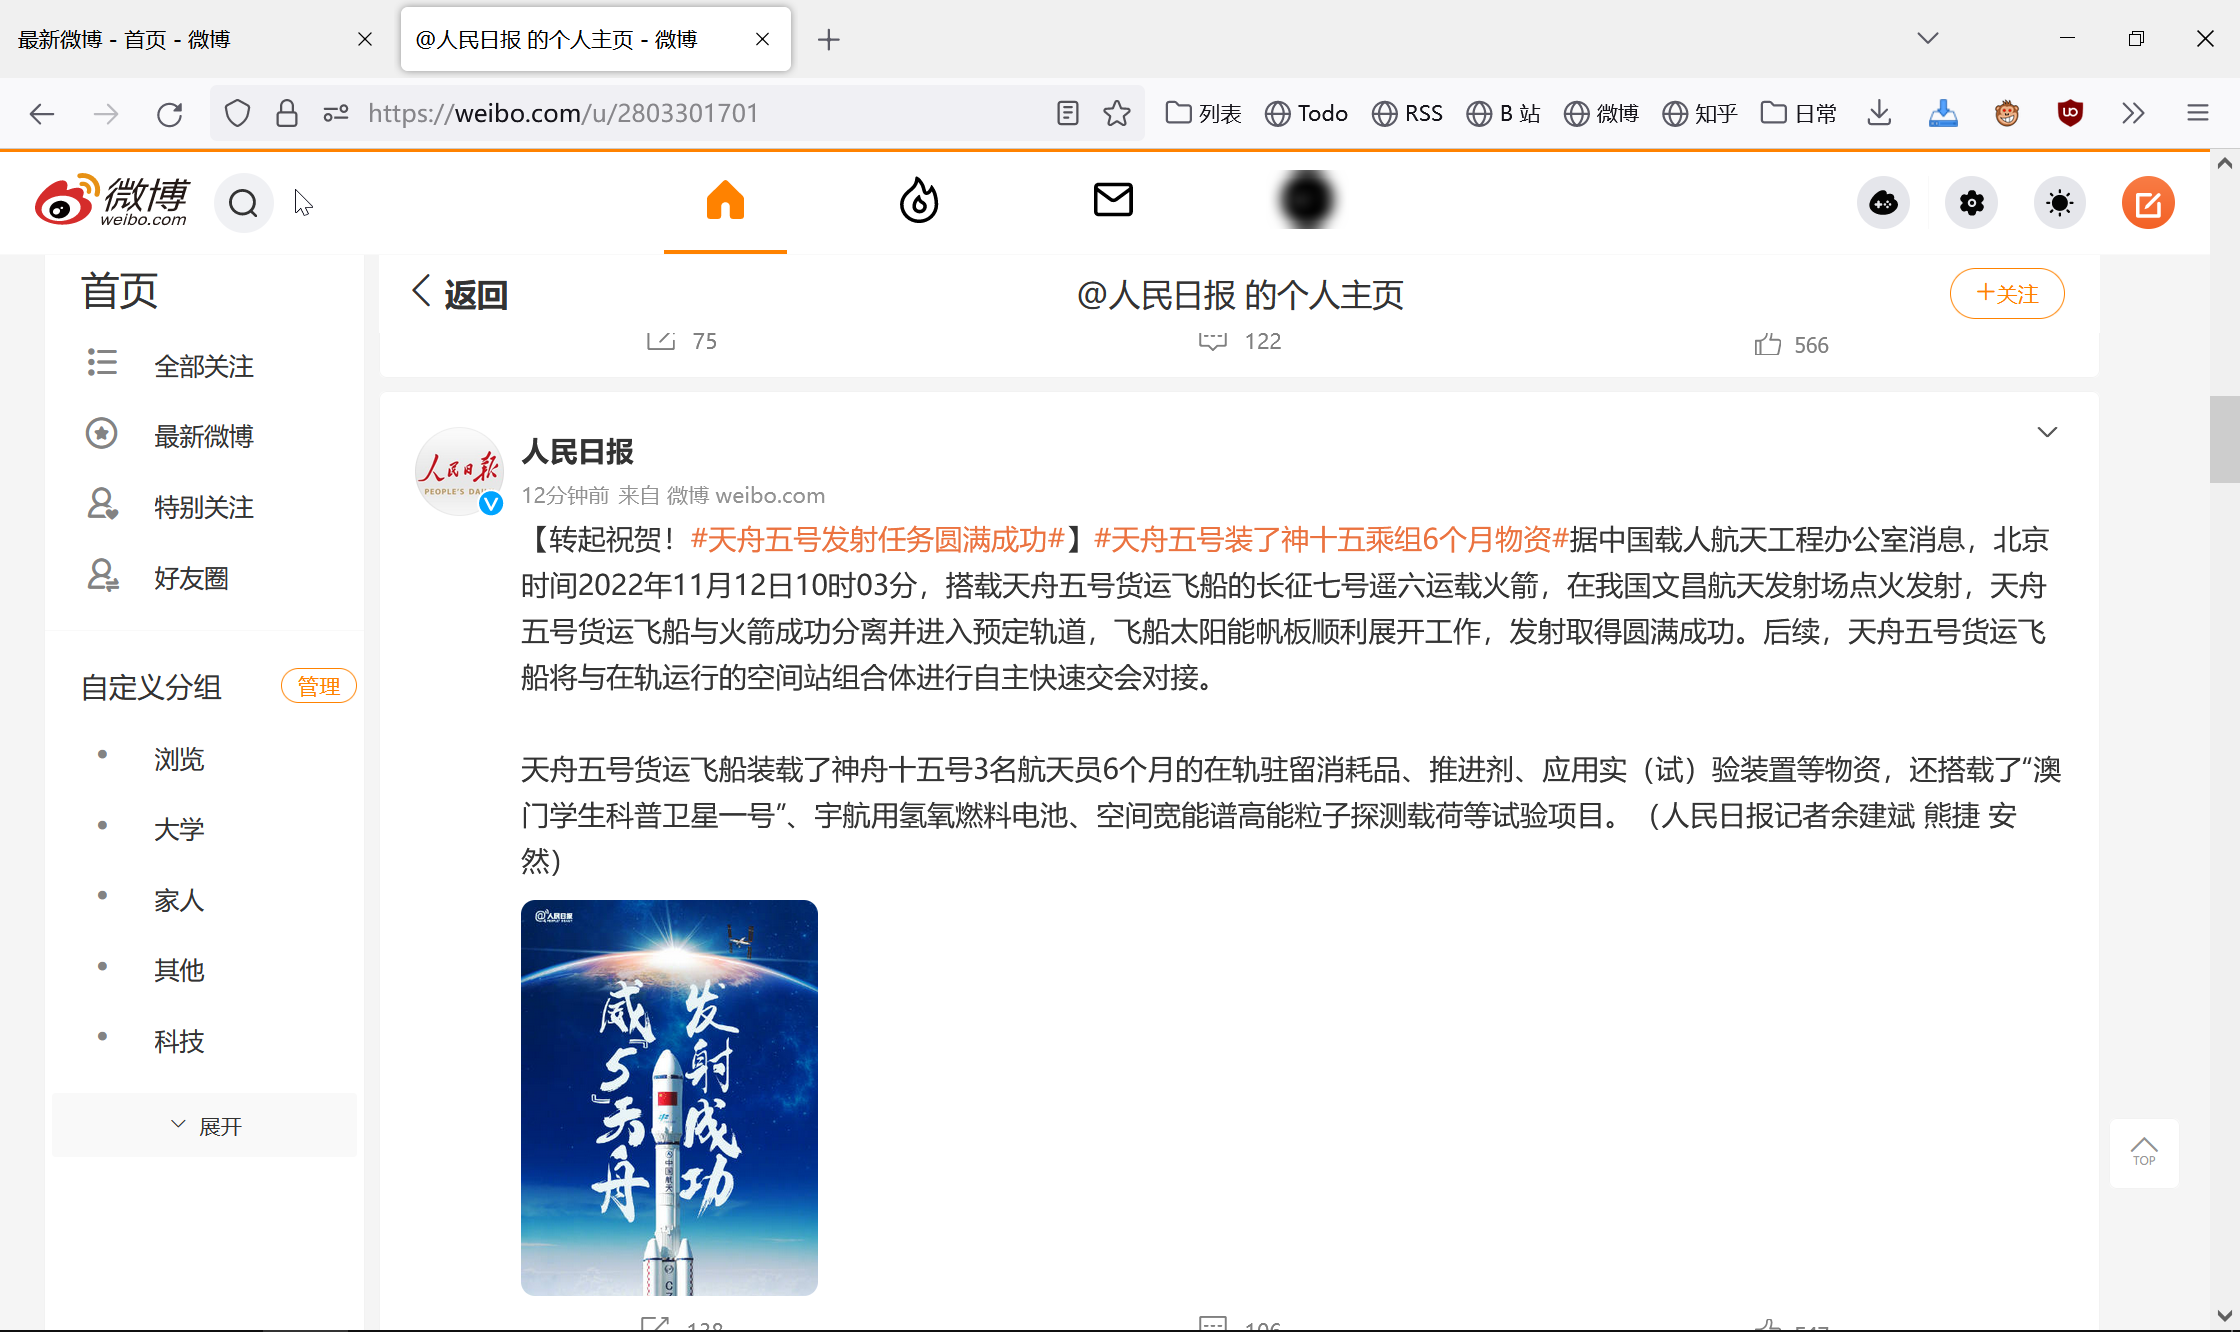 最新微博 - 首页 - 微博
@人民日报 的个人主页 - 微博
https://weibo.com/u/2803301701
列表
Todo
RSS
B 站
微博
知乎
日常
微博
weibo.com
首页
返回
@人民日报 的个人主页
+关注
75
122
566
全部关注
最新微博
特别关注
好友圈
自定义分组
管理
浏览
大学
家人
其他
科技
展开
人民日报
PEOPLE'S DAI
人民日报
12分钟前 来自 微博 weibo.com
【转起祝贺！#天舟五号发射任务圆满成功#】#天舟五号装了神十五乘组6个月物资#据中国载人航天工程办公室消息，北京
时间2022年11月12日10时03分，搭载天舟五号货运飞船的长征七号遥六运载火箭，在我国文昌航天发射场点火发射，天舟
五号货运飞船与火箭成功分离并进入预定轨道，飞船太阳能帆板顺利展开工作，发射取得圆满成功。后续，天舟五号货运飞
船将与在轨运行的空间站组合体进行自主快速交会对接。
天舟五号货运飞船装载了神舟十五号3名航天员6个月的在轨驻留消耗品、推进剂、应用实（试）验装置等物资，还搭载了“澳
门学生科普卫星一号”、宇航用氢氧燃料电池、空间宽能谱高能粒子探测载荷等试验项目。（人民日报记者余建斌 熊捷 安
然）
@人民日报
发射成功
威『5』天舟
中国航天
138
106
547
TOP